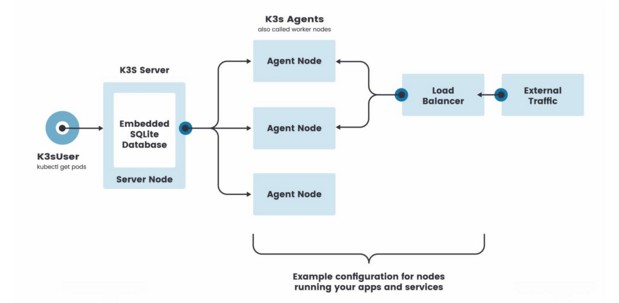 K3s Agents
also called worker nodes
K3S Server
Agent Node
Load
Balancer
External
Traffic
Embedded
SQLite
Database
Agent Node
K3sUser
kubectl get pods
Server Node
Agent Node
Example configuration for nodes
running your apps and services